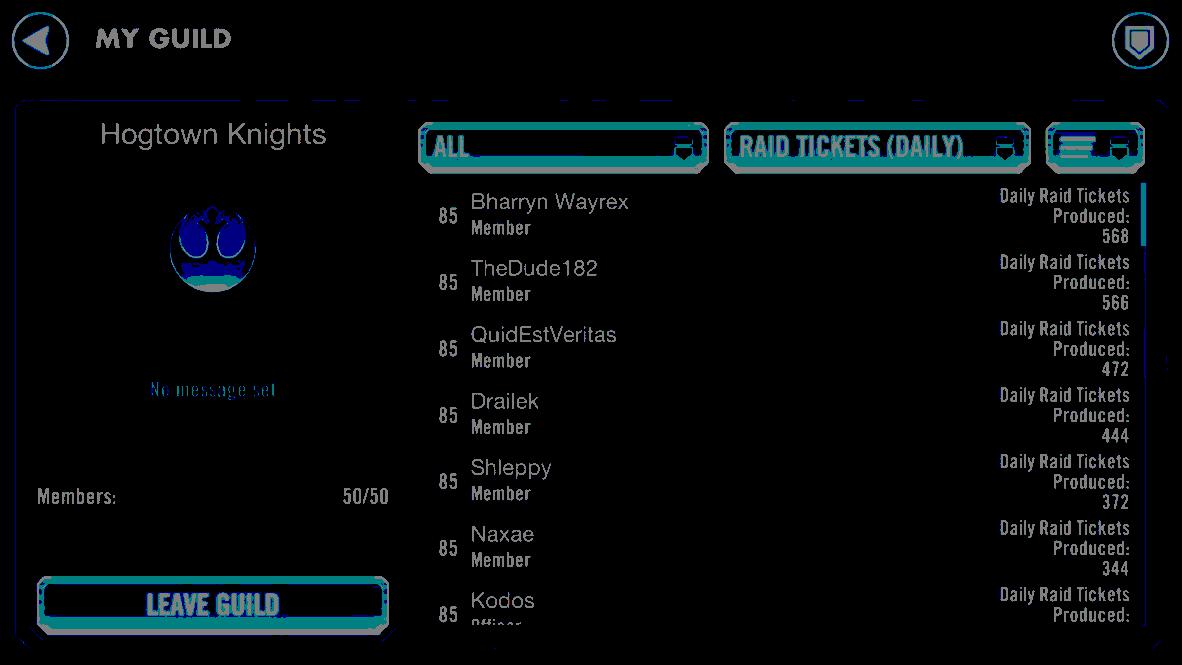 MY GUILD
Hogtown Knights
No message set
Members: 50/50
LEAVE GUILD
ALL
RAID TICKETS (DAILY)
85
Bharryn Wayrex
Member
Daily Raid Tickets
Produced:
568
85
TheDude182
Member
Daily Raid Tickets
Produced:
566
85
QuidEstVeritas
Member
Daily Raid Tickets
Produced:
472
85
Drailek
Member
Daily Raid Tickets
Produced:
444
85
Shleppy
Member
Daily Raid Tickets
Produced:
372
85
Naxae
Member
Daily Raid Tickets
Produced:
344
85
Kodos
Officer
Daily Raid Tickets
Produced: